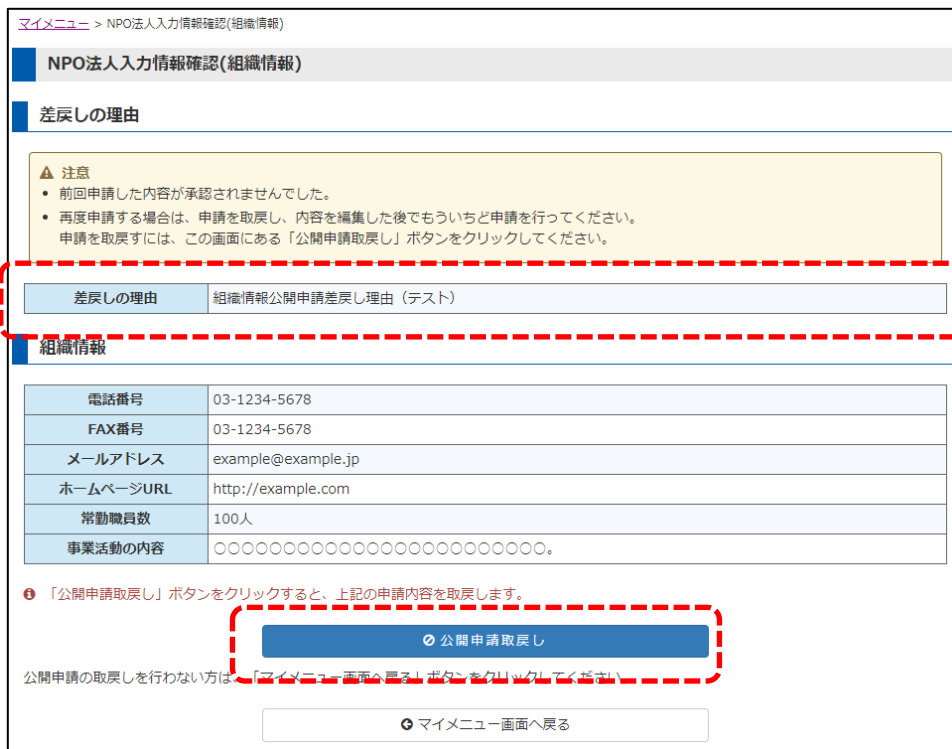 マイメニュー > NPO法人入力情報確認(組織情報)
NPO法人入力情報確認(組織情報)
差戻しの理由
注意
• 前回申請した内容が承認されませんでした。
• 再度申請する場合は、申請を取戻し、内容を編集した後でもういちど申請を行ってください。
申請を取戻すには、この画面にある「公開申請取戻し」ボタンをクリックしてください。
差戻しの理由 組織情報公開申請差戻し理由（テスト）
組織情報
電話番号 03-1234-5678
FAX番号 03-1234-5678
メールアドレス example@example.jp
ホームページURL http://example.com
常勤職員数 100人
事業活動の内容 ○○○○○○○○○○○○○○○○○○○○○○○○。
「公開申請取戻し」ボタンをクリックすると、上記の申請内容を取戻します。
公開申請取戻し
公開申請の取戻しを行わない方は、「マイメニュー画面へ戻る」ボタンをクリックしてください
マイメニュー画面へ戻る